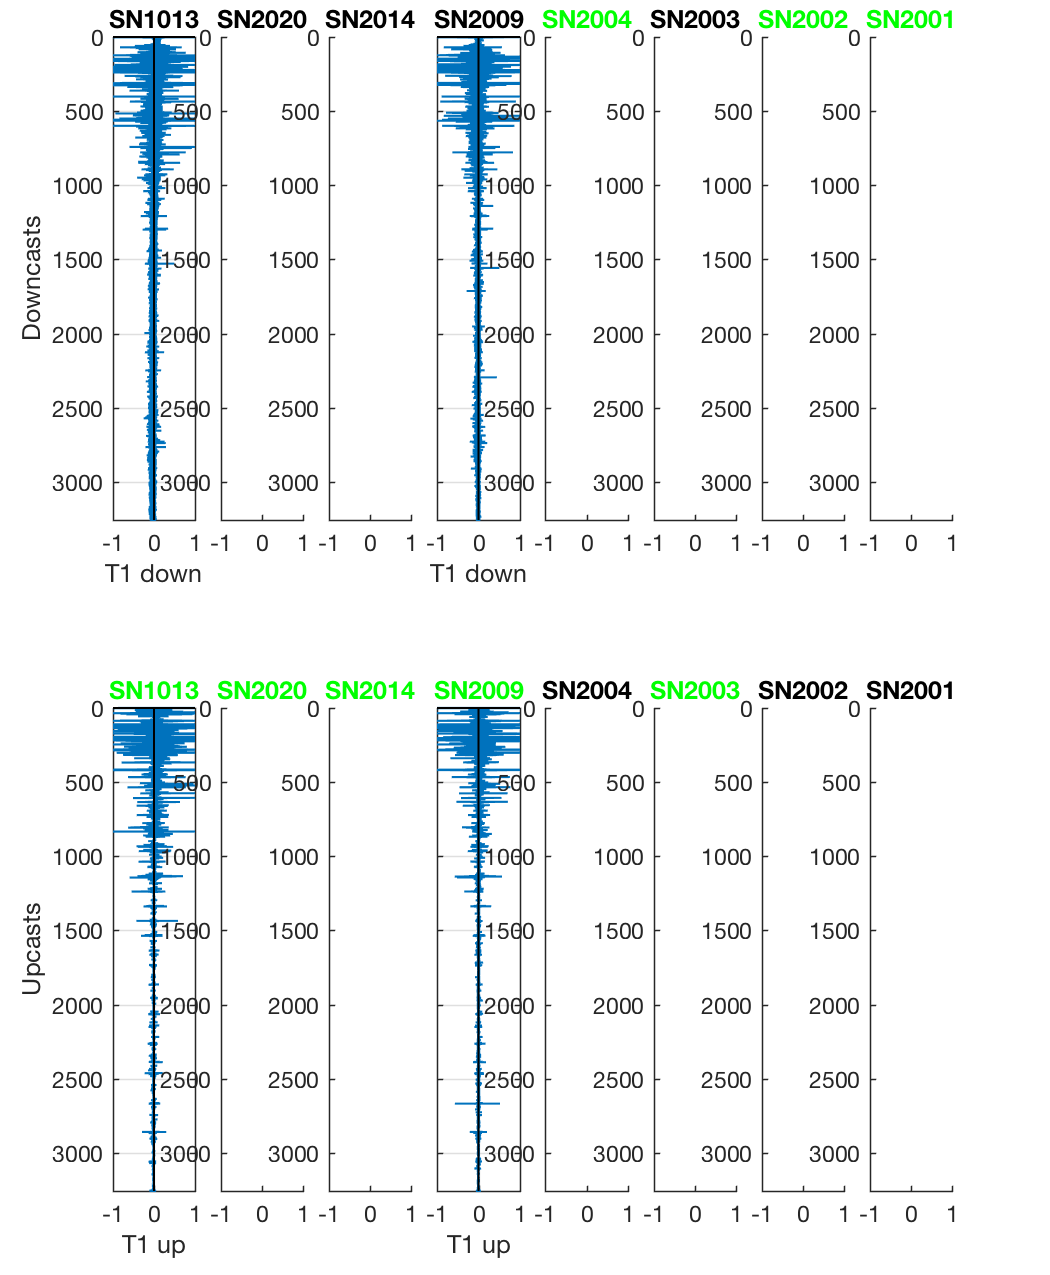 SN1013 SN2020 SN2014 SN2009 SN2004 SN2003 SN2002 SN2001
0 0 0 0 0 0 0 0
500 500 500 500 500 500 500 500
1000 1000 1000 1000 1000 1000 1000 1000
1500 1500 1500 1500 1500 1500 1500 1500
2000 2000 2000 2000 2000 2000 2000 2000
2500 2500 2500 2500 2500 2500 2500 2500
3000 3000 3000 3000 3000 3000 3000 3000
Downcasts
-1 0 1 -1 0 1 -1 0 1 -1 0 1 -1 0 1 -1 0 1 -1 0 1 -1 0 1
T1 down T1 down
SN1013 SN2020 SN2014 SN2009 SN2004 SN2003 SN2002 SN2001
0 0 0 0 0 0 0 0
500 500 500 500 500 500 500 500
1000 1000 1000 1000 1000 1000 1000 1000
1500 1500 1500 1500 1500 1500 1500 1500
2000 2000 2000 2000 2000 2000 2000 2000
2500 2500 2500 2500 2500 2500 2500 2500
3000 3000 3000 3000 3000 3000 3000 3000
Upcasts
-1 0 1 -1 0 1 -1 0 1 -1 0 1 -1 0 1 -1 0 1 -1 0 1 -1 0 1
T1 up T1 up